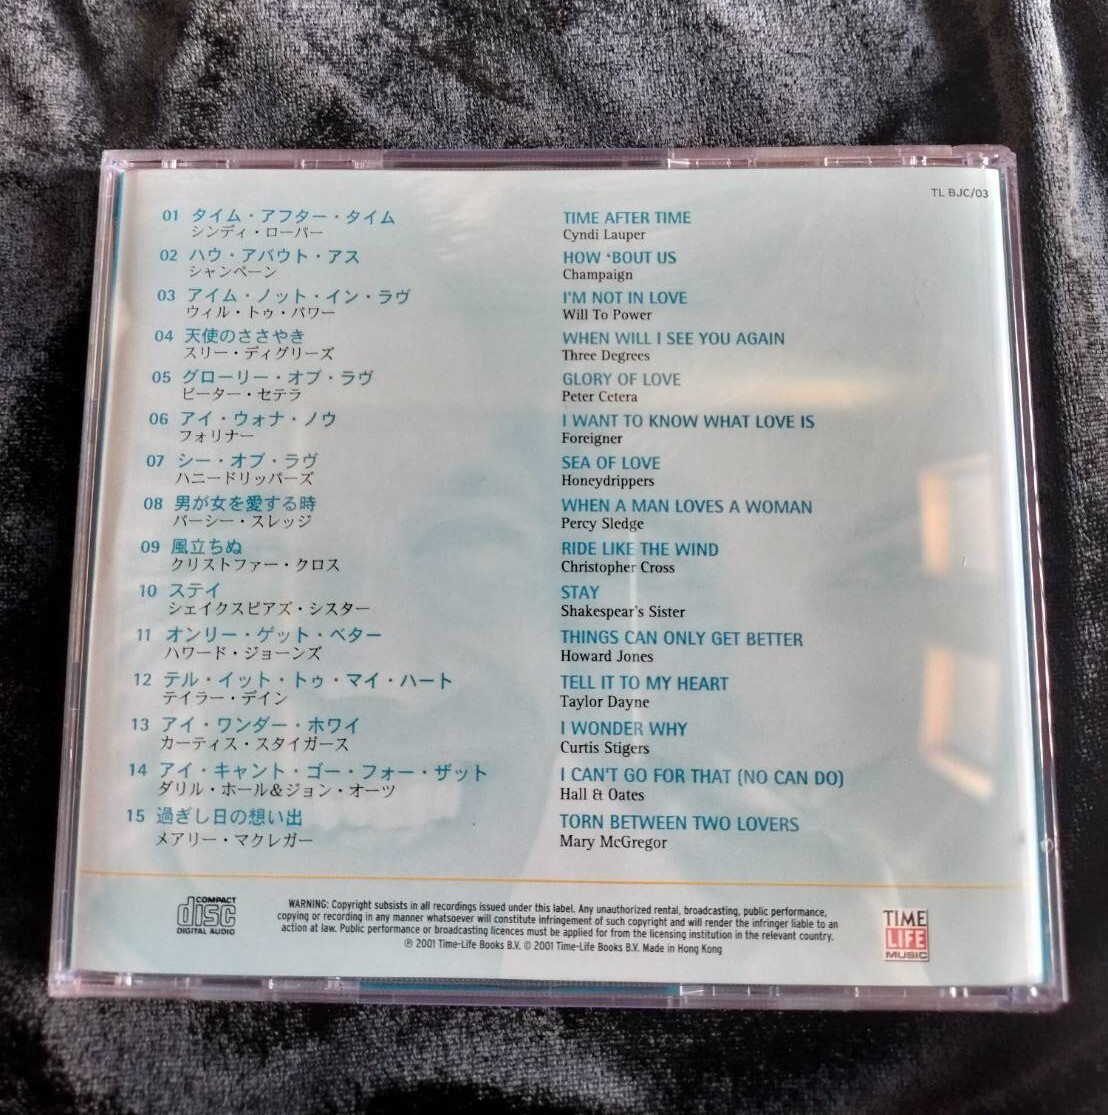 TL BJC/03
01 タイム・アフター・タイム
シンディ・ローパー
TIME AFTER TIME
Cyndi Lauper
02 ハウ・アバウト・アス
シャンペーン
HOW 'BOUT US
Champaign
03 アイム・ノット・イン・ラヴ
ウィル・トゥ・パワー
I'M NOT IN LOVE
Will To Power
04 天使のささやき
スリー・ディグリーズ
WHEN WILL I SEE YOU AGAIN
Three Degrees
05 グローリー・オブ・ラヴ
ピーター・セテラ
GLORY OF LOVE
Peter Cetera
06 アイ・ウォナ・ノウ
フォリナー
I WANT TO KNOW WHAT LOVE IS
Foreigner
07 シー・オブ・ラヴ
ハニードリッパーズ
SEA OF LOVE
Honeydrippers
08 男が女を愛する時
パーシー・スレッジ
WHEN A MAN LOVES A WOMAN
Percy Sledge
09 風立ちぬ
クリストファー・クロス
RIDE LIKE THE WIND
Christopher Cross
10 ステイ
シェイクスピアズ・シスター
STAY
Shakespear's Sister
11 オンリー・ゲット・ベター
ハワード・ジョーンズ
THINGS CAN ONLY GET BETTER
Howard Jones
12 テル・イット・トゥ・マイ・ハート
テイラー・デイン
TELL IT TO MY HEART
Taylor Dayne
13 アイ・ワンダー・ホワイ
カーティス・スタイガース
I WONDER WHY
Curtis Stigers
14 アイ・キャント・ゴー・フォー・ザット
ダリル・ホール&ジョン・オーツ
I CAN'T GO FOR THAT (NO CAN DO)
Hall & Oates
15 過ぎし日の想い出
メアリー・マクレガー
TORN BETWEEN TWO LOVERS
Mary McGregor
COMPACT
disc
DIGITAL AUDIO
WARNING: Copyright subsists in all recordings issued under this label. Any unauthorized rental, broadcasting, public performance,
copying or recording in any manner whatsoever will constitute infringement of such copyright and will render the infringer liable to an
action at law. Public performance or broadcasting licences must be applied for from the licensing institution in the relevant country.
℗ 2001 Time-Life Books B.V. © 2001 Time-Life Books B.V. Made in Hong Kong
TIME
LIFE
MUSIC